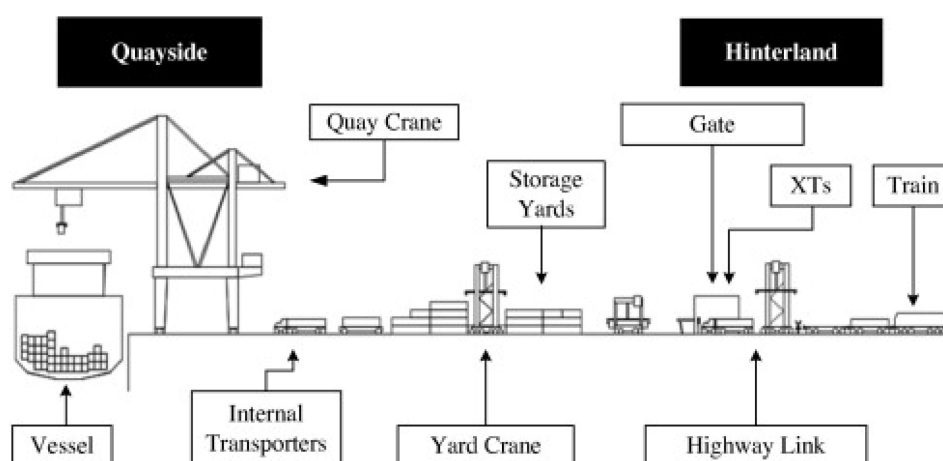 Quayside
Hinterland
Quay Crane
Gate
Storage
Yards
XTs
Train
Vessel
Internal
Transporters
Yard Crane
Highway Link